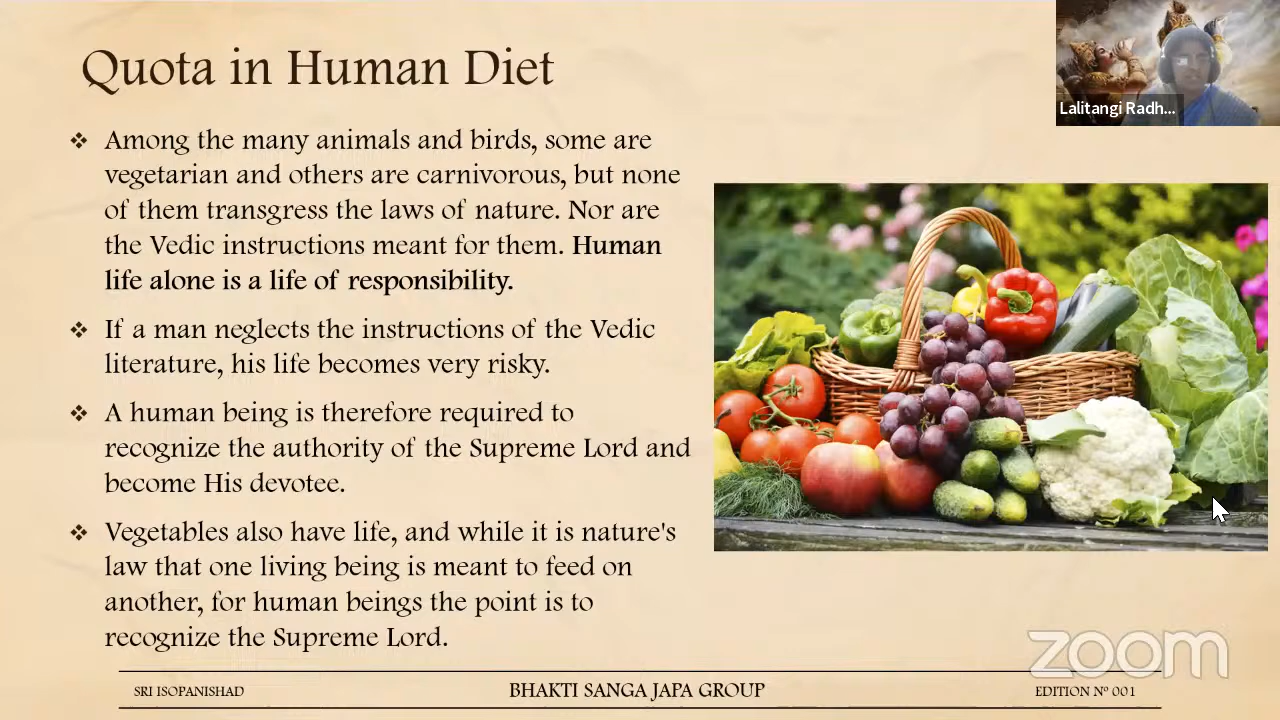 Quota in Human Diet
Lalitangi Radh...
❖ Among the many animals and birds, some are
vegetarian and others are carnivorous, but none
of them transgress the laws of nature. Nor are
the Vedic instructions meant for them. Human
life alone is a life of responsibility.
❖ If a man neglects the instructions of the Vedic
literature, his life becomes very risky.
❖ A human being is therefore required to
recognize the authority of the Supreme Lord and
become His devotee.
❖ Vegetables also have life, and while it is nature's
law that one living being is meant to feed on
another, for human beings the point is to
recognize the Supreme Lord.
zoom
SRI ISOPANISHAD
BHAKTI SANGA JAPA GROUP
EDITION Nº 001